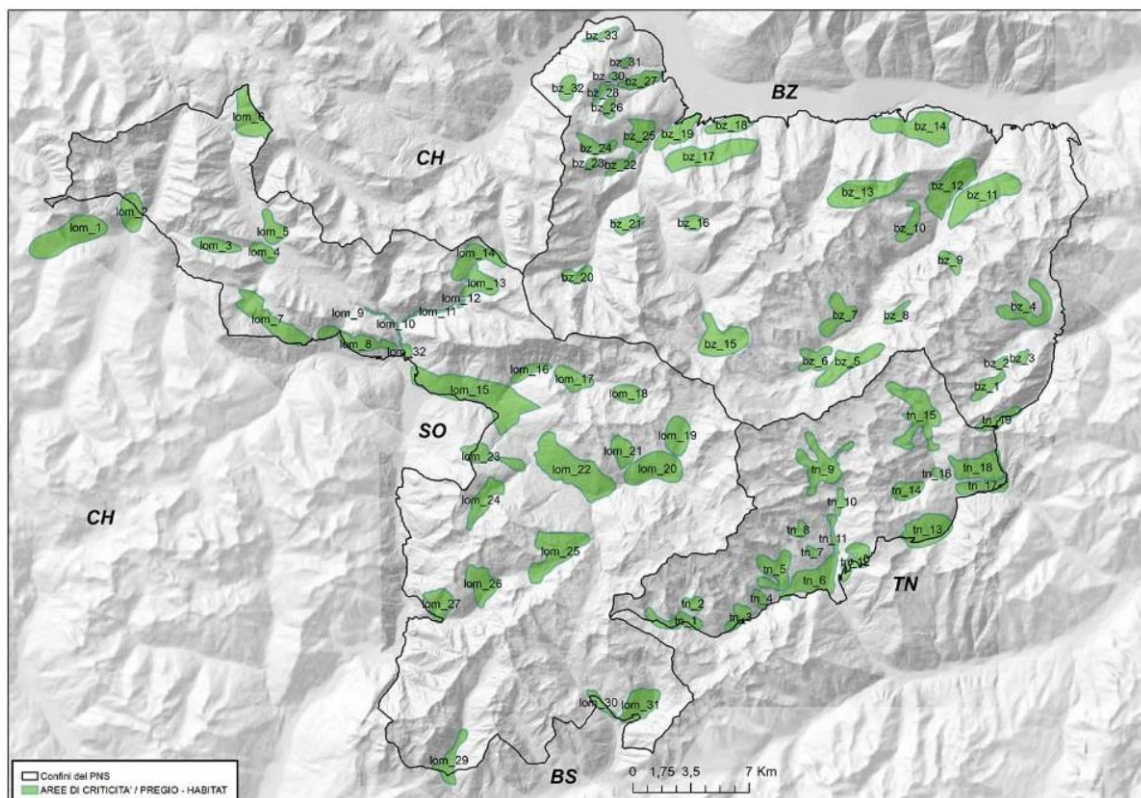 bz_33
bz_31
bz_30
bz_27
bz_32
bz_28
bz_26
BZ
lom_6
CH
bz_25
bz_19
bz_18
bz_14
bz_24
bz_23
bz_22
bz_17
bz_13
bz_12
bz_11
lom_2
lom_1
lom_5
lom_3
lom_4
bz_21
bz_16
bz_10
lom_14
lom_13
bz_20
bz_9
lom_12
lom_9
lom_11
lom_10
lom_7
lom_8
lom_32
bz_7
bz_8
bz_4
bz_15
bz_6
bz_5
bz_2
bz_3
bz_1
lom_16
lom_17
lom_15
lom_18
SO
tn_15
tn_19
lom_19
lom_21
lom_23
lom_22
lom_20
tn_9
tn_16
tn_18
tn_17
tn_14
lom_24
tn_10
CH
tn_8
tn_11
tn_13
lom_25
tn_7
tn_12
tn_5
tn_6
TN
lom_26
tn_4
lom_27
tn_2
tn_3
tn_1
lom_30
lom_31
lom_29
BS
0 1,75 3,5 7 Km
Confini del PNS
AREE DI CRITICITA' / PREGIO - HABITAT